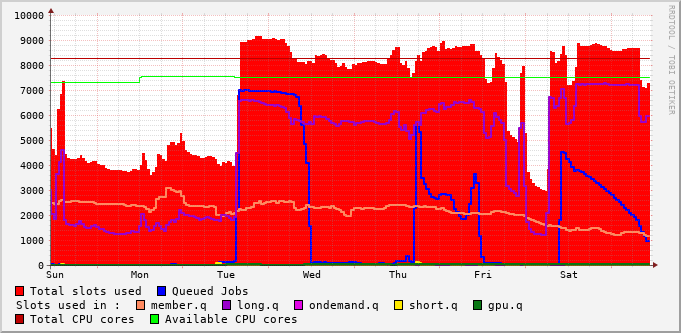 10000
9000
8000
7000
6000
5000
4000
3000
2000
1000
0
Sun Mon Tue Wed Thu Fri Sat
RRDTOOL / TOBI OETIKER
Total slots used Queued Jobs
Slots used in : member.q long.q ondemand.q short.q gpu.q
Total CPU cores Available CPU cores